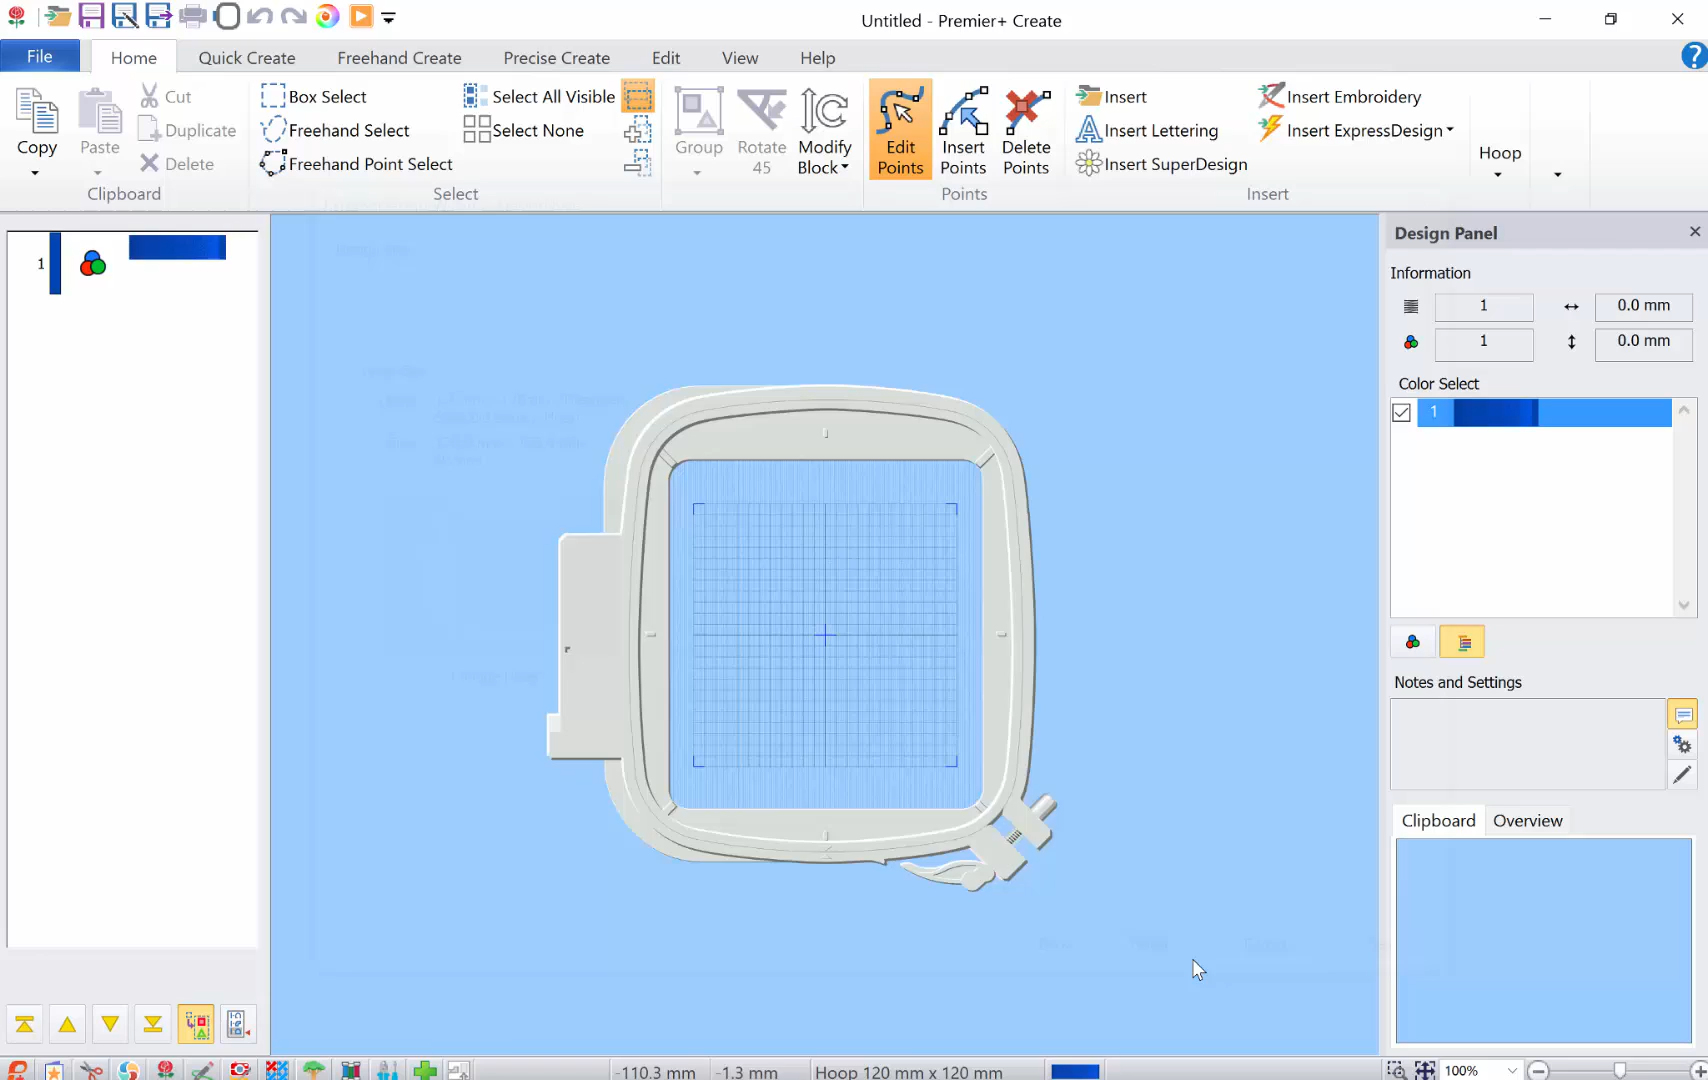 Untitled - Premier+ Create
File
Home
Quick Create
Freehand Create
Precise Create
Edit
View
Help
?
Copy
Paste
Cut
Duplicate
Delete
Clipboard
Box Select
Freehand Select
Freehand Point Select
Select All Visible
Select None
Select
Group
Rotate
45
Modify
Block
Edit
Points
Insert
Points
Delete
Points
Points
Insert
Insert Lettering
Insert SuperDesign
Insert Embroidery
Insert ExpressDesign
Insert
Hoop
1
Design Panel
Information
1
0.0 mm
1
0.0 mm
Color Select
1
Notes and Settings
Clipboard
Overview
-110.3 mm
-1.3 mm
Hoop 120 mm x 120 mm
100%